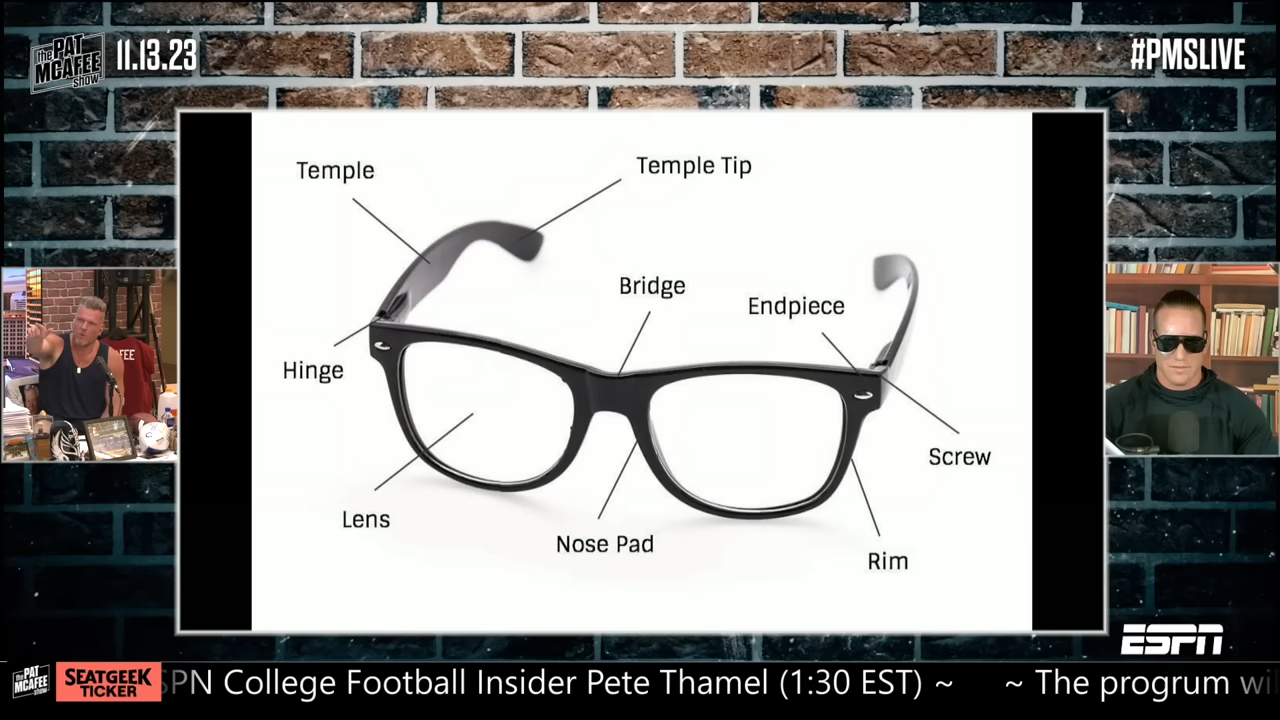 the PAT MCAFEE show
11.13.23
#PMSLIVE
Temple
Temple Tip
Bridge
Endpiece
Hinge
Screw
Lens
Nose Pad
Rim
FEE
ESPN
the PAT MCAFEE show
SEATGEEK
TICKER
SPN College Football Insider Pete Thamel (1:30 EST) ~ ~ The progrum wi